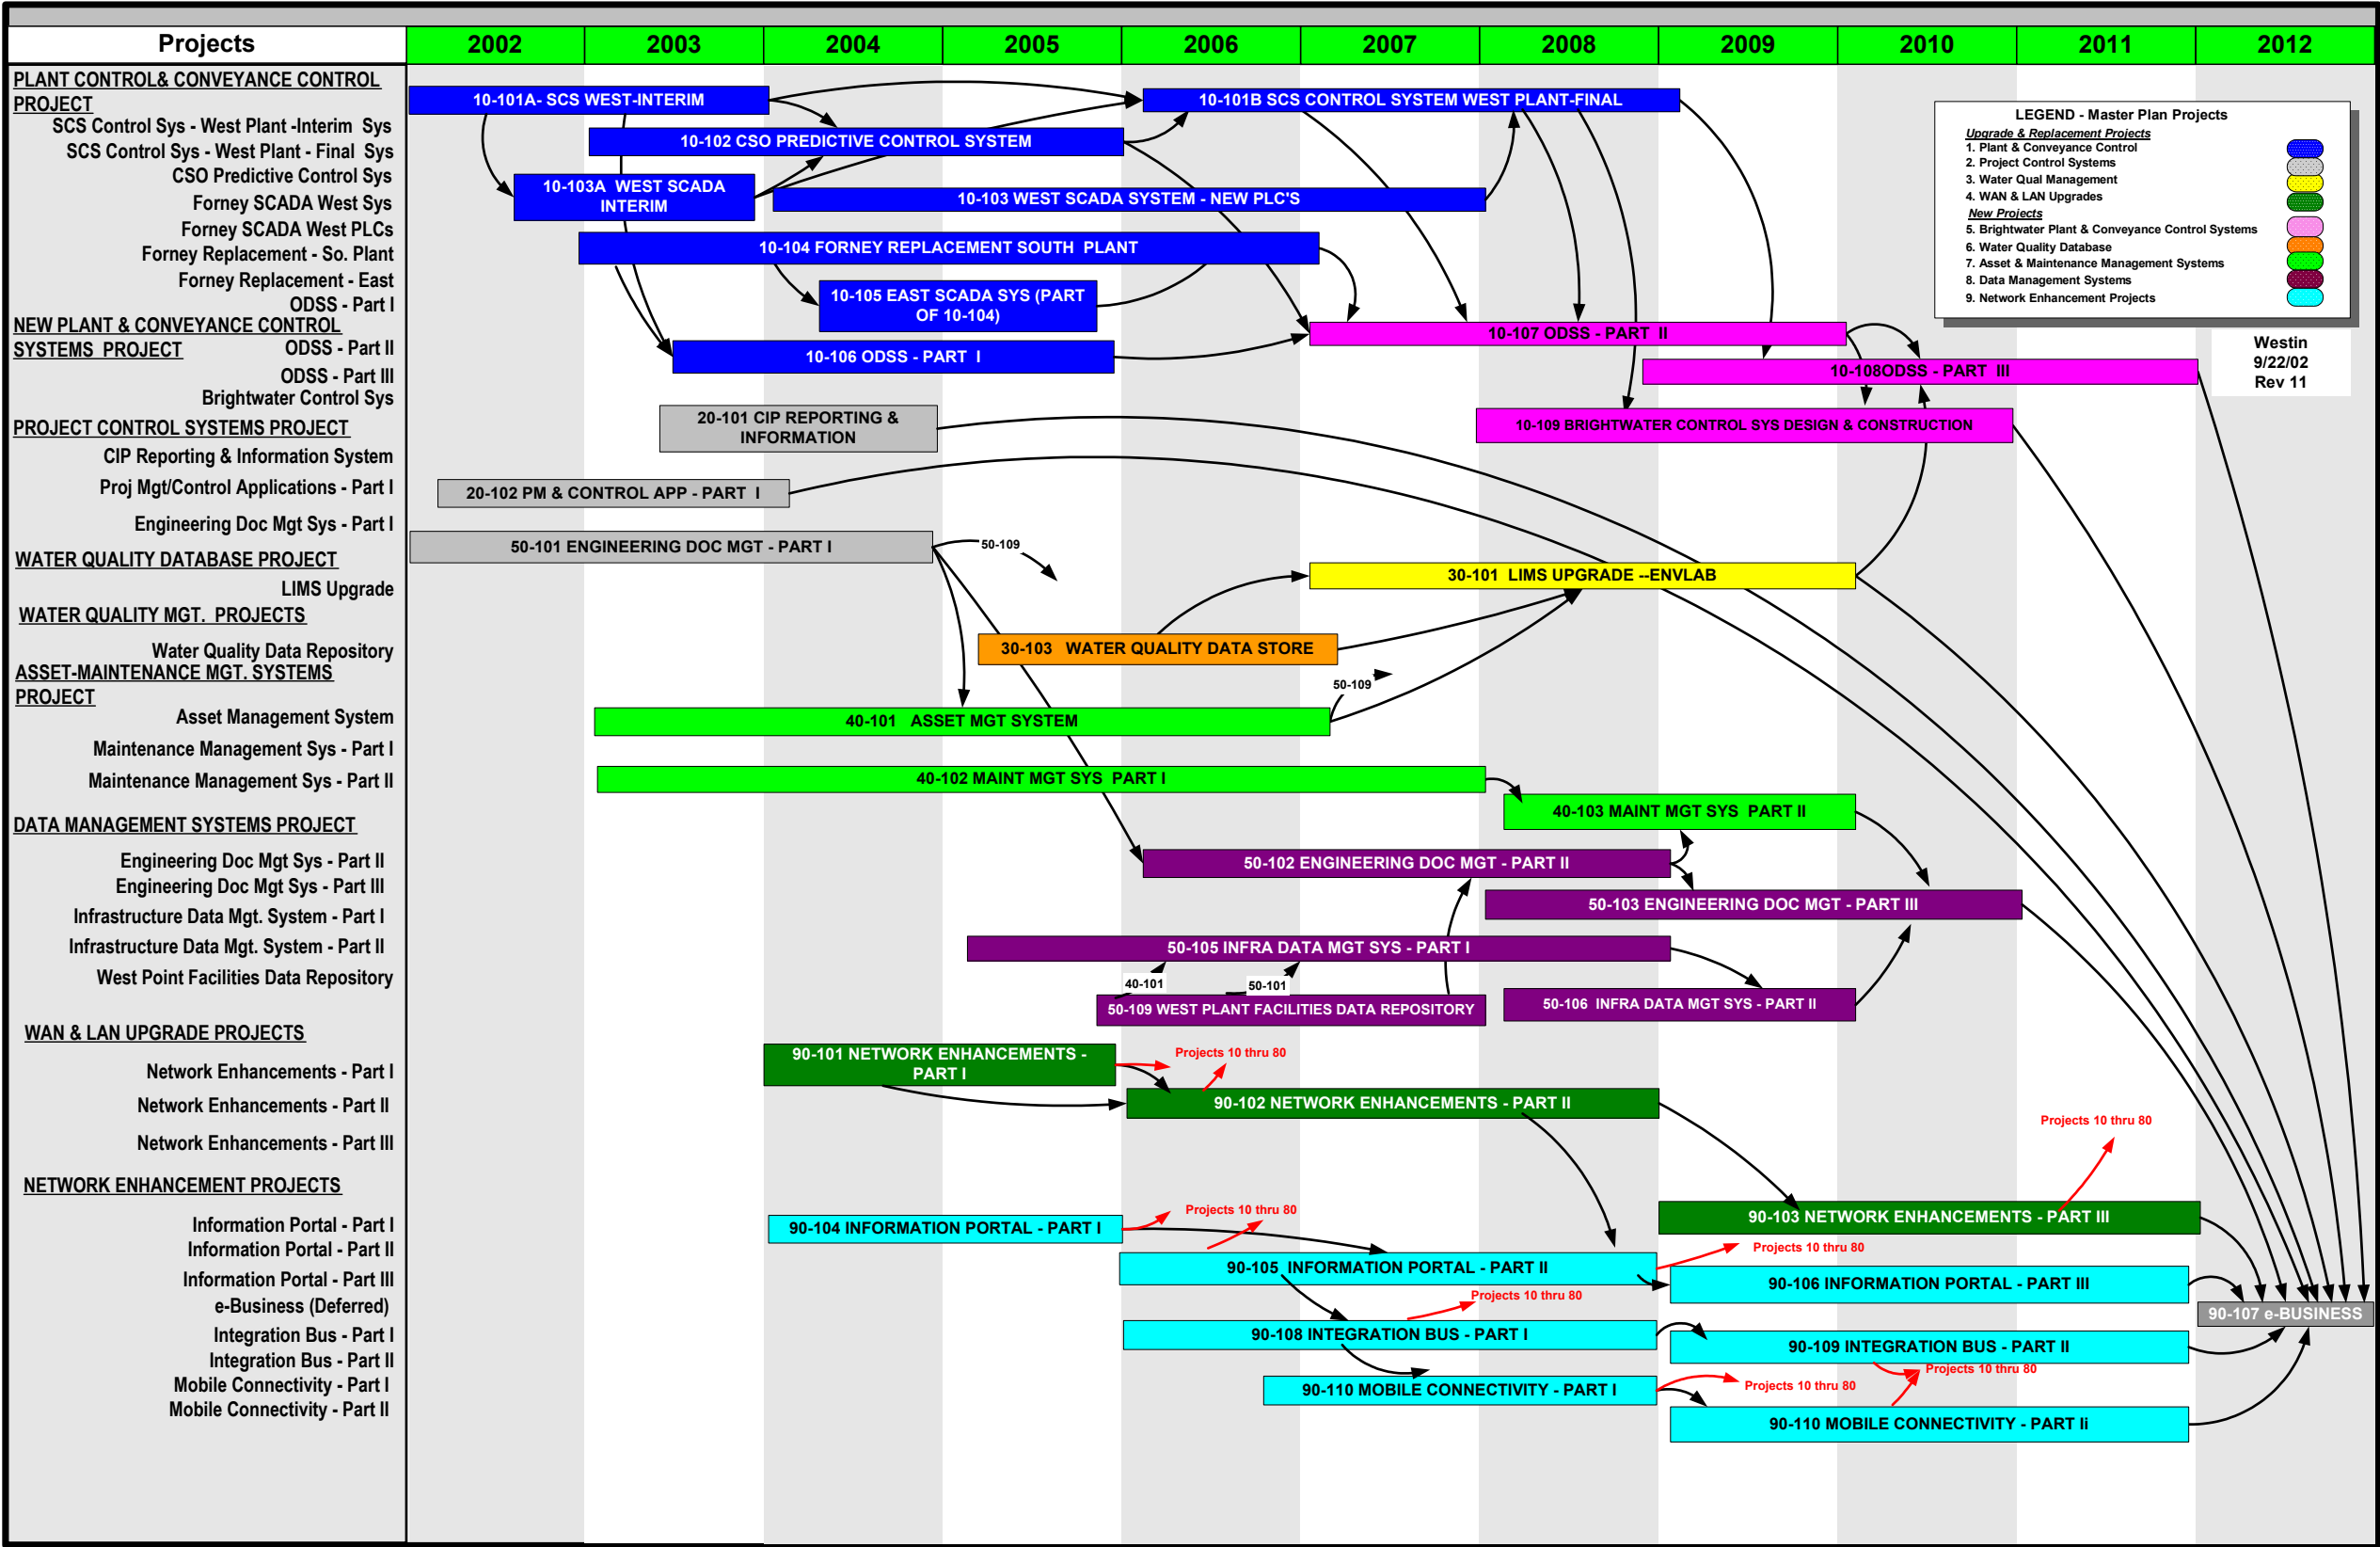 Projects
2002 2003 2004 2005 2006 2007 2008 2009 2010 2011 2012
PLANT CONTROL& CONVEYANCE CONTROL
PROJECT
SCS Control Sys - West Plant -Interim Sys
SCS Control Sys - West Plant - Final Sys
CSO Predictive Control Sys
Forney SCADA West Sys
Forney SCADA West PLCs
Forney Replacement - So. Plant
Forney Replacement - East
ODSS - Part I
NEW PLANT & CONVEYANCE CONTROL
SYSTEMS PROJECT
ODSS - Part II
ODSS - Part III
Brightwater Control Sys
PROJECT CONTROL SYSTEMS PROJECT
CIP Reporting & Information System
Proj Mgt/Control Applications - Part I
Engineering Doc Mgt Sys - Part I
WATER QUALITY DATABASE PROJECT
LIMS Upgrade
WATER QUALITY MGT. PROJECTS
Water Quality Data Repository
ASSET-MAINTENANCE MGT. SYSTEMS
PROJECT
Asset Management System
Maintenance Management Sys - Part I
Maintenance Management Sys - Part II
DATA MANAGEMENT SYSTEMS PROJECT
Engineering Doc Mgt Sys - Part II
Engineering Doc Mgt Sys - Part III
Infrastructure Data Mgt. System - Part I
Infrastructure Data Mgt. System - Part II
West Point Facilities Data Repository
WAN & LAN UPGRADE PROJECTS
Network Enhancements - Part I
Network Enhancements - Part II
Network Enhancements - Part III
NETWORK ENHANCEMENT PROJECTS
Information Portal - Part I
Information Portal - Part II
Information Portal - Part III
e-Business (Deferred)
Integration Bus - Part I
Integration Bus - Part II
Mobile Connectivity - Part I
Mobile Connectivity - Part II
10-101A- SCS WEST-INTERIM
10-101B SCS CONTROL SYSTEM WEST PLANT-FINAL
10-102 CSO PREDICTIVE CONTROL SYSTEM
10-103A WEST SCADA
INTERIM
10-103 WEST SCADA SYSTEM - NEW PLC'S
10-104 FORNEY REPLACEMENT SOUTH PLANT
10-105 EAST SCADA SYS (PART
OF 10-104)
10-107 ODSS - PART II
10-106 ODSS - PART I
10-108ODSS - PART III
20-101 CIP REPORTING &
INFORMATION
10-109 BRIGHTWATER CONTROL SYS DESIGN & CONSTRUCTION
20-102 PM & CONTROL APP - PART I
50-101 ENGINEERING DOC MGT - PART I
50-109
30-101 LIMS UPGRADE --ENVLAB
30-103 WATER QUALITY DATA STORE
50-109
40-101 ASSET MGT SYSTEM
40-102 MAINT MGT SYS PART I
40-103 MAINT MGT SYS PART II
50-102 ENGINEERING DOC MGT - PART II
50-103 ENGINEERING DOC MGT - PART III
50-105 INFRA DATA MGT SYS - PART I
40-101
50-101
50-109 WEST PLANT FACILITIES DATA REPOSITORY
50-106 INFRA DATA MGT SYS - PART II
90-101 NETWORK ENHANCEMENTS -
PART I
Projects 10 thru 80
90-102 NETWORK ENHANCEMENTS - PART II
Projects 10 thru 80
90-103 NETWORK ENHANCEMENTS - PART III
90-104 INFORMATION PORTAL - PART I
Projects 10 thru 80
90-105 INFORMATION PORTAL - PART II
Projects 10 thru 80
90-106 INFORMATION PORTAL - PART III
Projects 10 thru 80
90-107 e-BUSINESS
90-108 INTEGRATION BUS - PART I
90-109 INTEGRATION BUS - PART II
Projects 10 thru 80
90-110 MOBILE CONNECTIVITY - PART I
Projects 10 thru 80
90-110 MOBILE CONNECTIVITY - PART Ii
LEGEND - Master Plan Projects
Upgrade & Replacement Projects
1. Plant & Conveyance Control
2. Project Control Systems
3. Water Qual Management
4. WAN & LAN Upgrades
New Projects
5. Brightwater Plant & Conveyance Control Systems
6. Water Quality Database
7. Asset & Maintenance Management Systems
8. Data Management Systems
9. Network Enhancement Projects
Westin
9/22/02
Rev 11